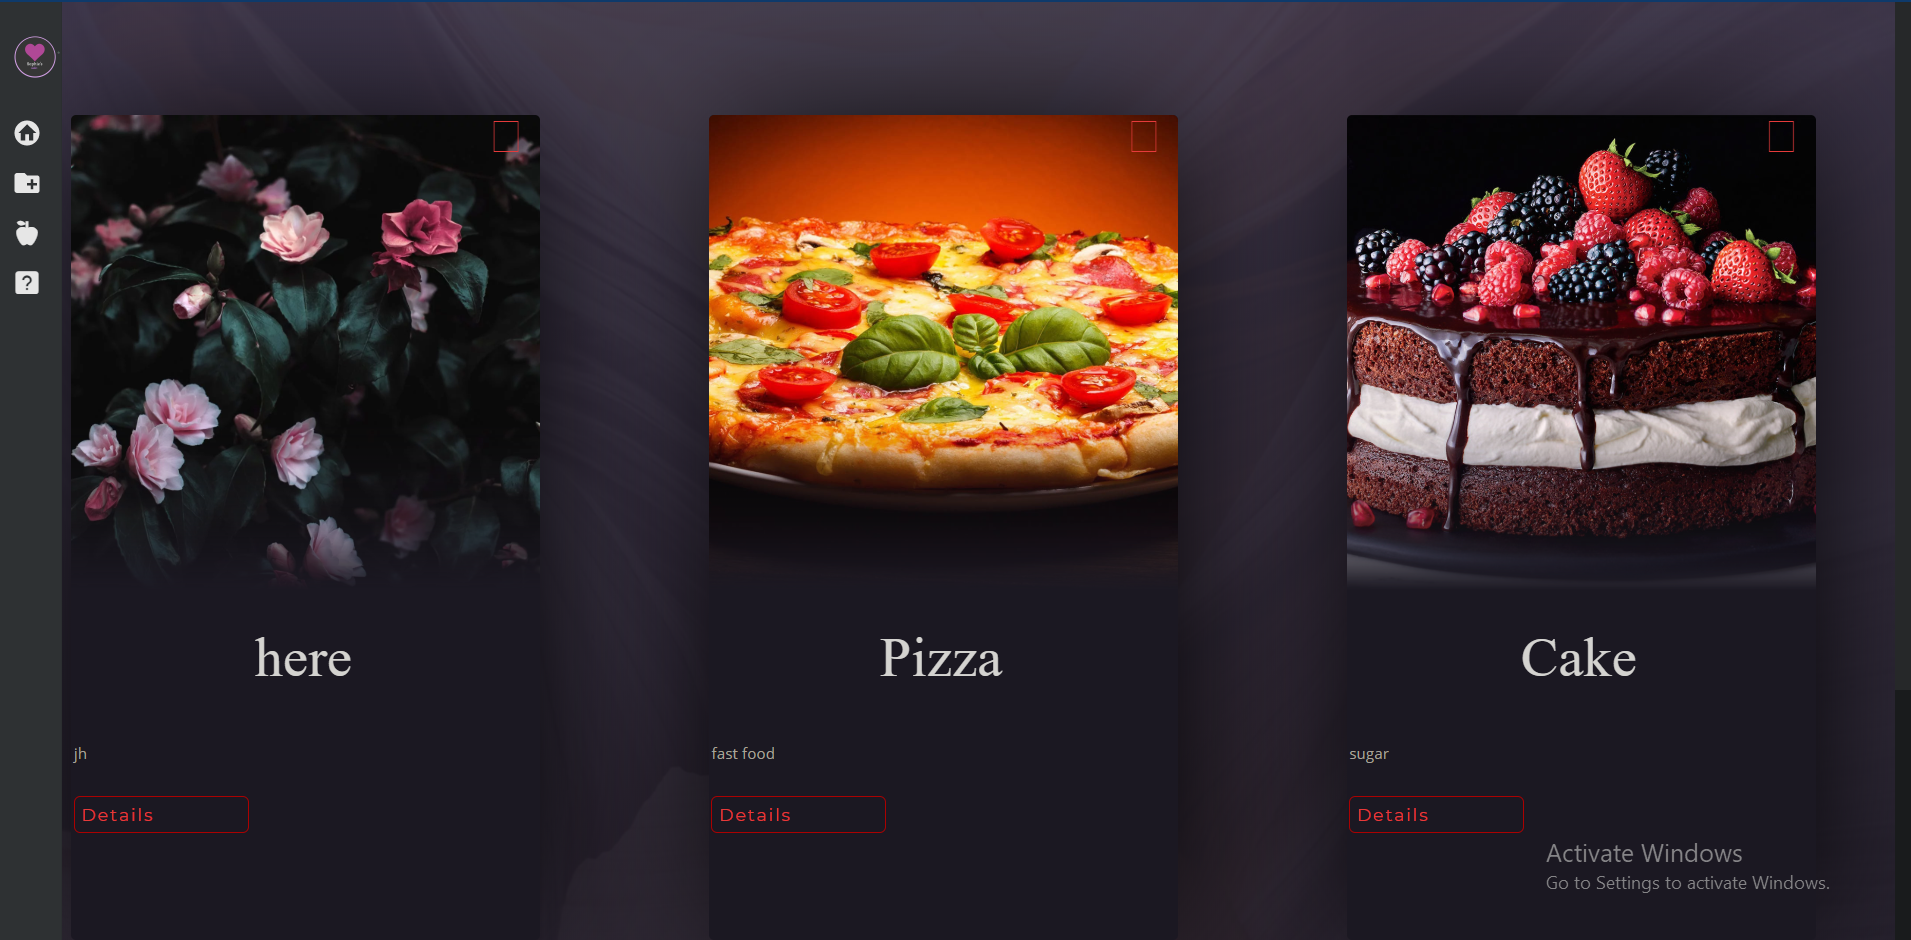 here
Pizza
Cake
jh
fast food
sugar
Details
Details
Details
Activate Windows
Go to Settings to activate Windows.